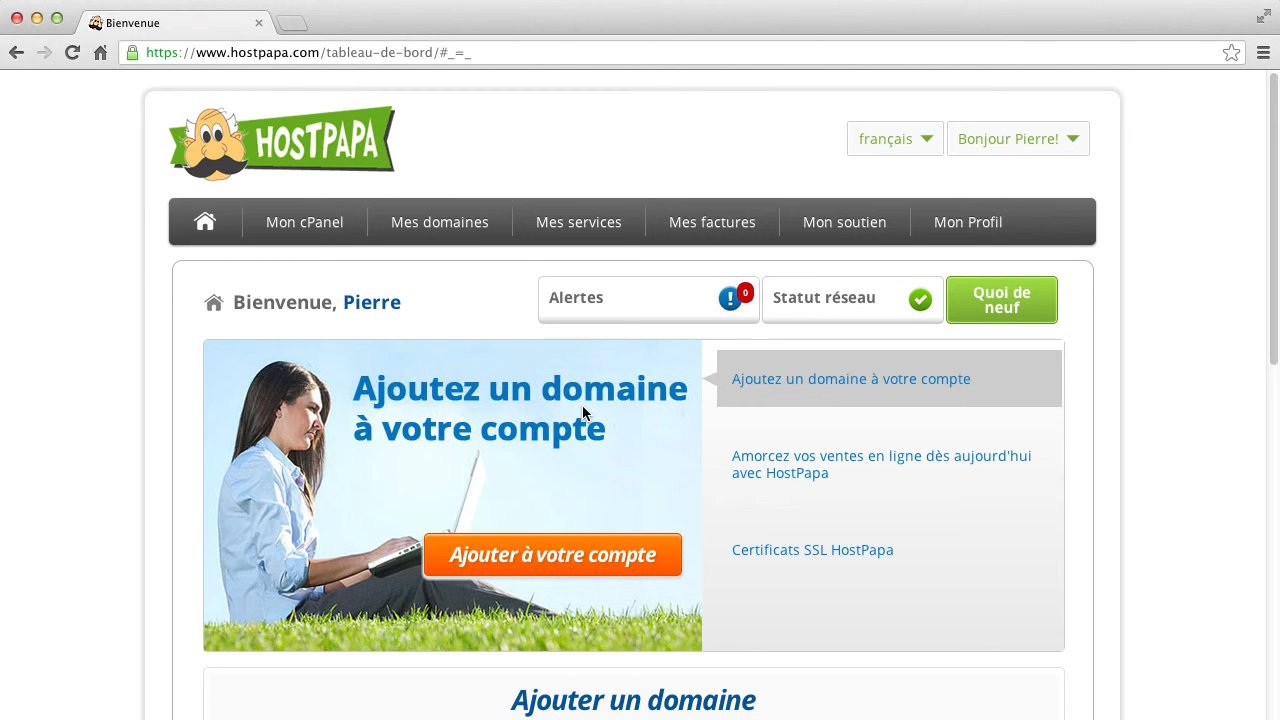 Bienvenue
https://www.hostpapa.com/tableau-de-bord/#_=_
HOSTPAPA
français
Bonjour Pierre!
Mon cPanel
Mes domaines
Mes services
Mes factures
Mon soutien
Mon Profil
Bienvenue, Pierre
Alertes
0
Statut réseau
Quoi de
neuf
Ajoutez un domaine
à votre compte
Ajouter à votre compte
Ajoutez un domaine à votre compte
Amorcez vos ventes en ligne dès aujourd'hui
avec HostPapa
Certificats SSL HostPapa
Ajouter un domaine